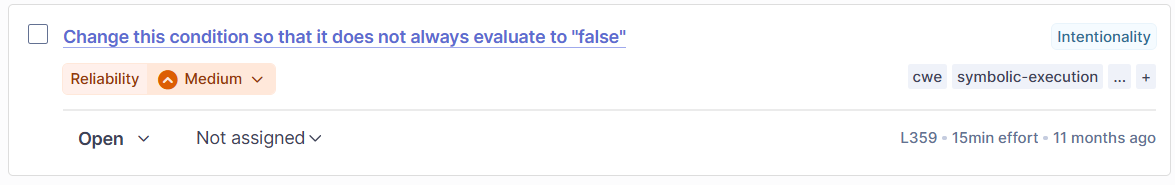 Change this condition so that it does not always evaluate to "false"
Intentionality
Reliability Medium
cwe symbolic-execution ... +
Open Not assigned
L359 • 15min effort • 11 months ago